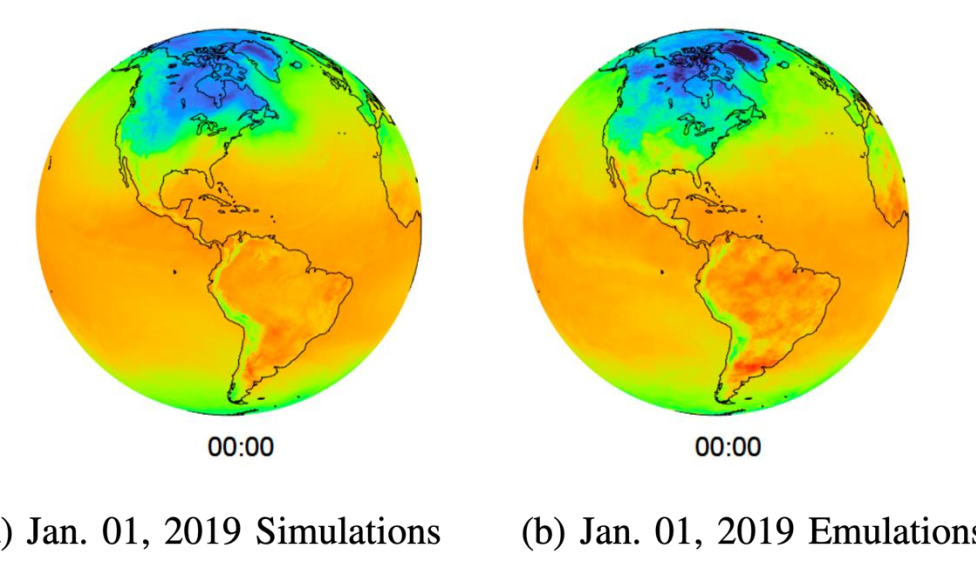 00:00
00:00
) Jan. 01, 2019 Simulations
(b) Jan. 01, 2019 Emulations